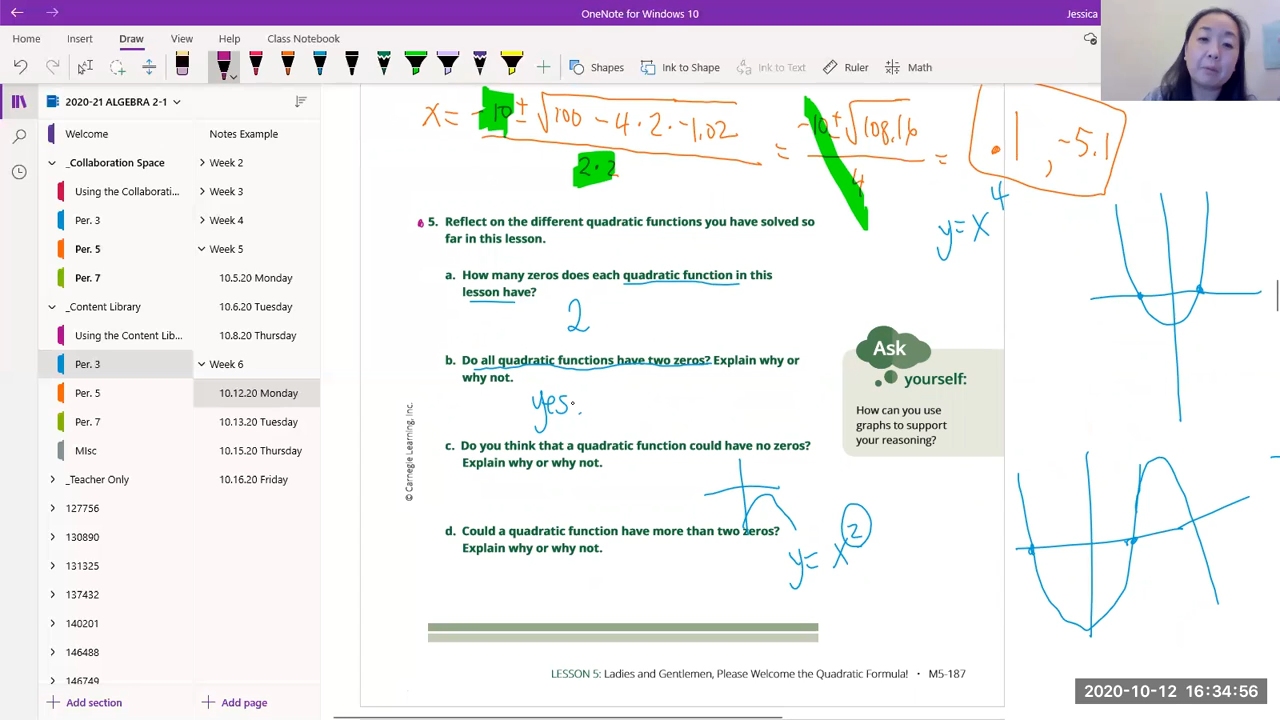 OneNote for Windows 10
Jessica
Home Insert Draw View Help Class Notebook
Shapes Ink to Shape Ink to Text Ruler Math
2020-21 ALGEBRA 2-1
Welcome
_Collaboration Space
Using the Collaborati...
Per. 3
Per. 5
Per. 7
_Content Library
Using the Content Lib...
Per. 3
Per. 5
Per. 7
MIsc
_Teacher Only
127756
130890
131325
137432
140201
146488
146749
Add section
Notes Example
Week 2
Week 3
Week 4
Week 5
10.5.20 Monday
10.6.20 Tuesday
10.8.20 Thursday
Week 6
10.12.20 Monday
10.13.20 Tuesday
10.15.20 Thursday
10.16.20 Friday
Add page
x = -10 ± √100 - 4·2·-1.02 / 2·2 = -10 ± √108.16 / 4 = .1, -5.1
y = x^4
5. Reflect on the different quadratic functions you have solved so
far in this lesson.
a. How many zeros does each quadratic function in this
lesson have?
2
b. Do all quadratic functions have two zeros? Explain why or
why not.
yes.
c. Do you think that a quadratic function could have no zeros?
Explain why or why not.
d. Could a quadratic function have more than two zeros?
Explain why or why not.
y = x^2
Ask
yourself:
How can you use
graphs to support
your reasoning?
© Carnegie Learning, Inc.
LESSON 5: Ladies and Gentlemen, Please Welcome the Quadratic Formula! • M5-187
2020-10-12 16:34:56